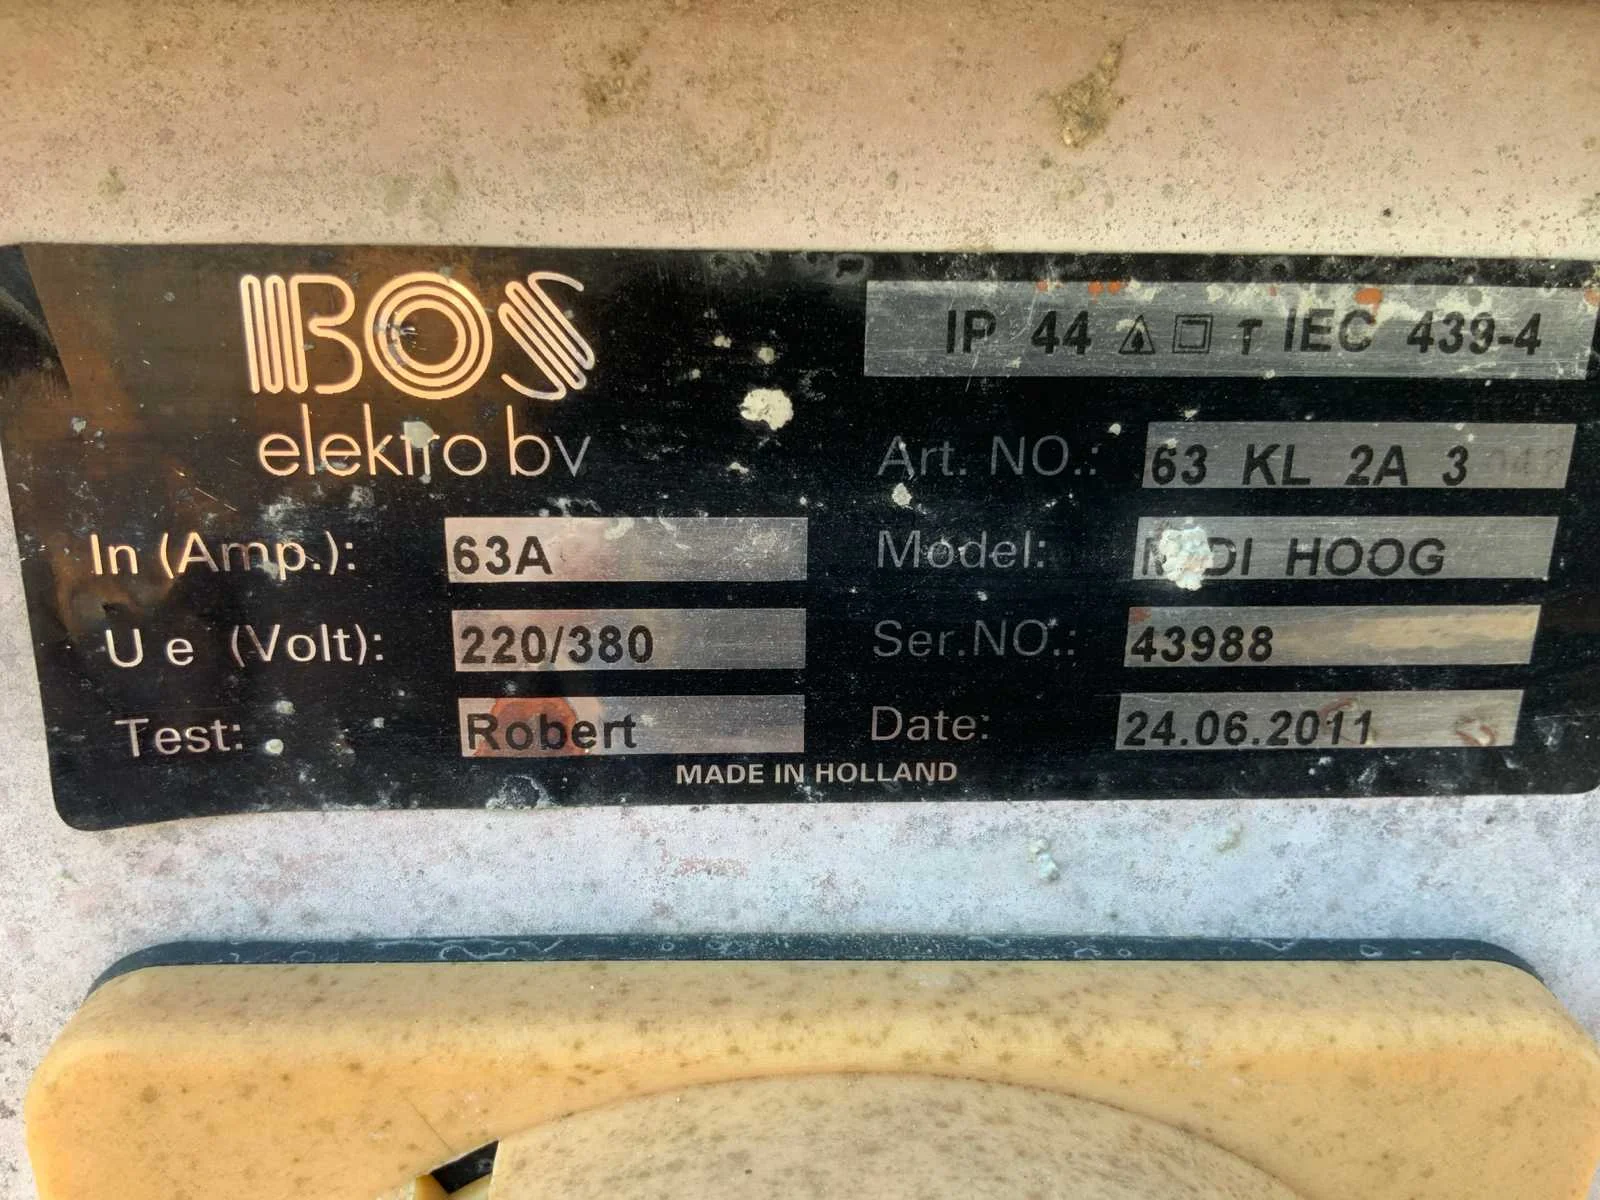 BOS
elektro bv
IP 44 T IEC 439-4
Art. NO.: 63 KL 2A 3
In (Amp.): 63A
Model: HOOG
U e (Volt): 220/380
Ser.NO.: 43988
Test: Robert
Date: 24.06.2011
MADE IN HOLLAND